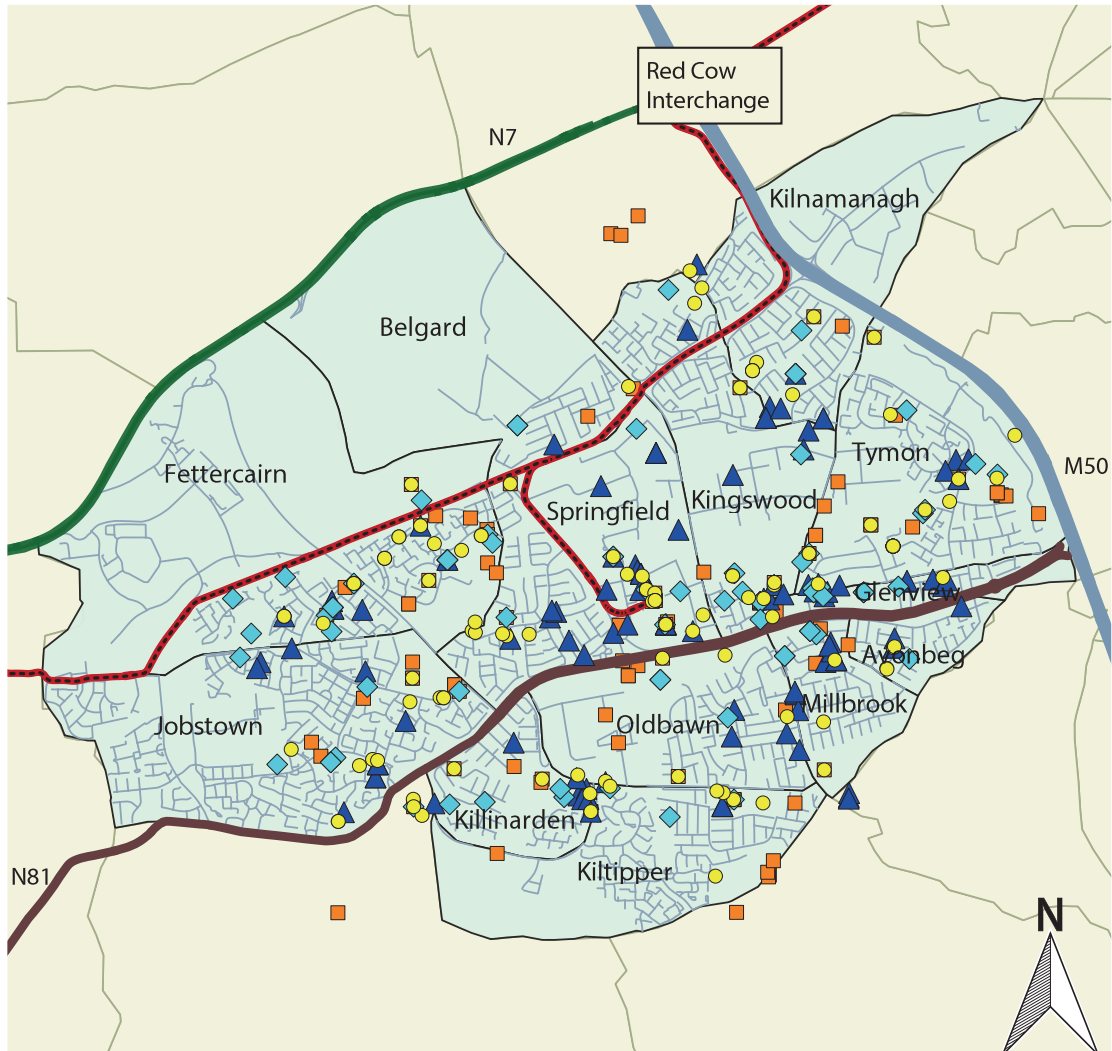 Red Cow
Interchange
N7
Kilnamanagh
Belgard
Tymon
M50
Fettercairn
Kingswood
Springfield
Glenview
Avonbeg
Millbrook
Jobstown
Oldbawn
Killinarden
Kiltipper
N81
N